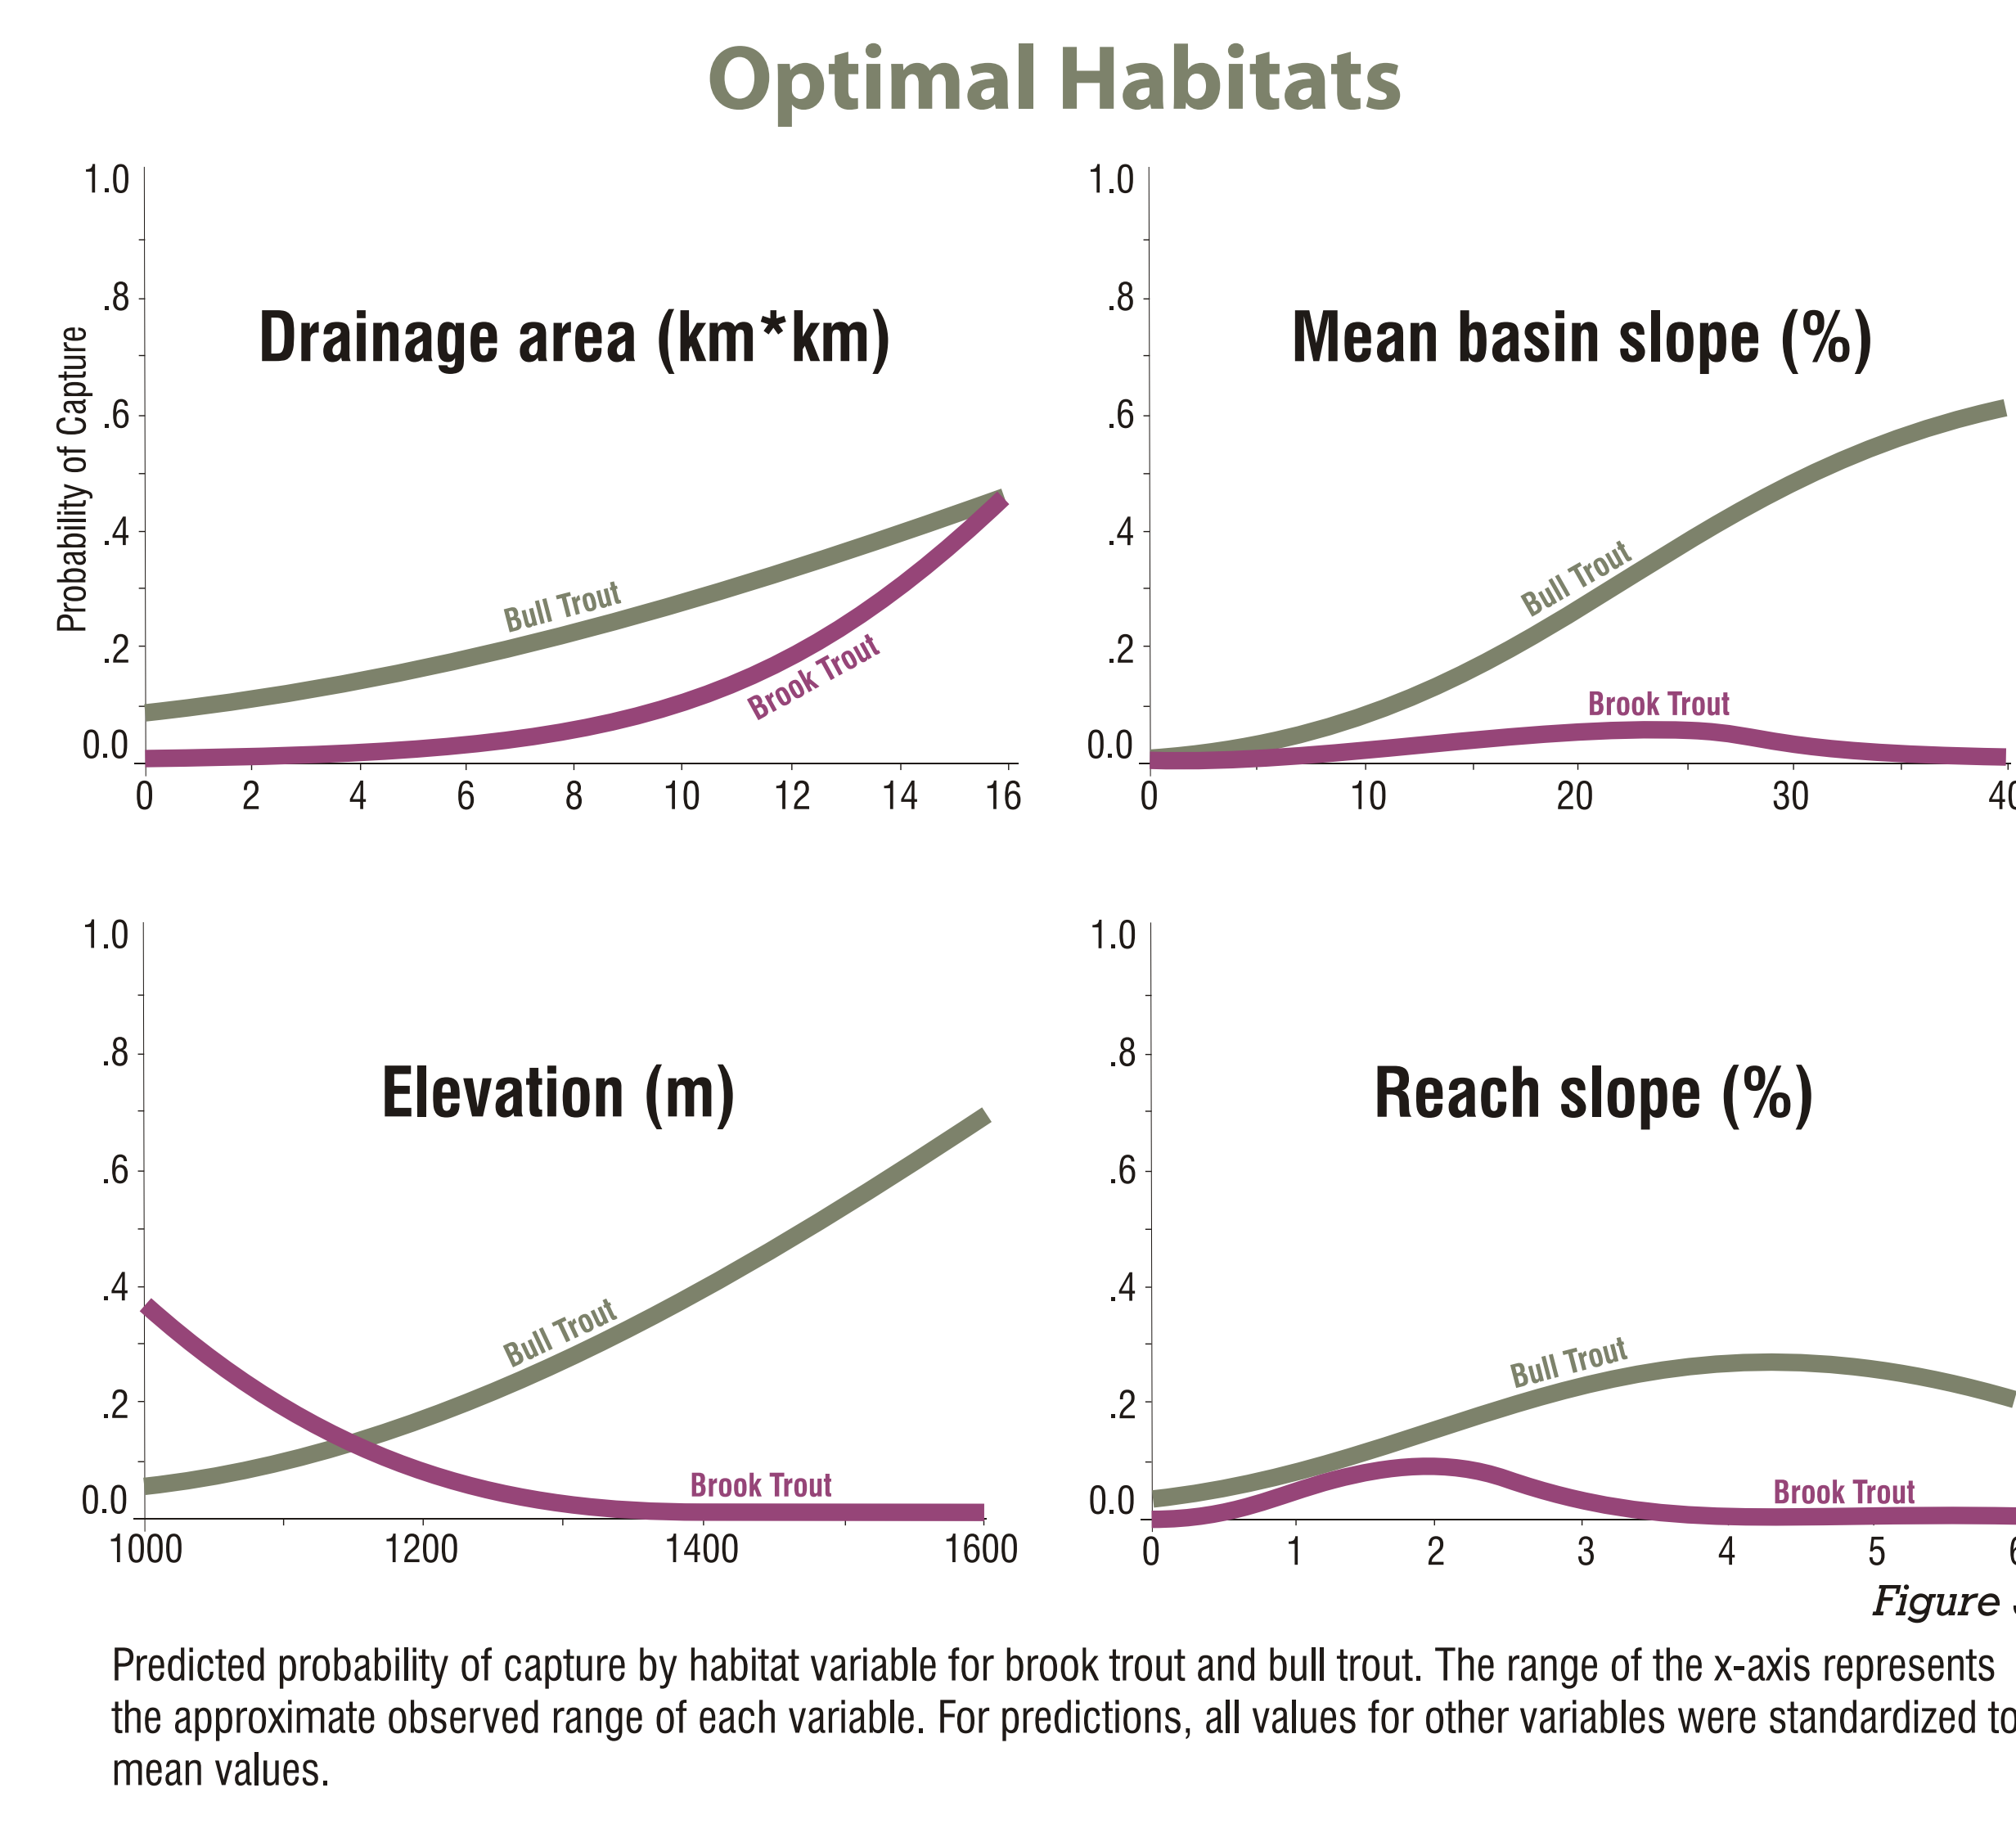 Optimal Habitats
Probability of Capture
1.0
.8
.6
.4
.2
0.0
Drainage area (km*km)
Bull Trout
Brook Trout
0 2 4 6 8 10 12 14 16
1.0
.8
.6
.4
.2
0.0
Mean basin slope (%)
Bull Trout
Brook Trout
0 10 20 30 40
1.0
.8
.6
.4
.2
0.0
Elevation (m)
Bull Trout
Brook Trout
1000 1200 1400 1600
1.0
.8
.6
.4
.2
0.0
Reach slope (%)
Bull Trout
Brook Trout
0 1 2 3 4 5 6
Figure
Predicted probability of capture by habitat variable for brook trout and bull trout. The range of the x-axis represents
the approximate observed range of each variable. For predictions, all values for other variables were standardized to
mean values.